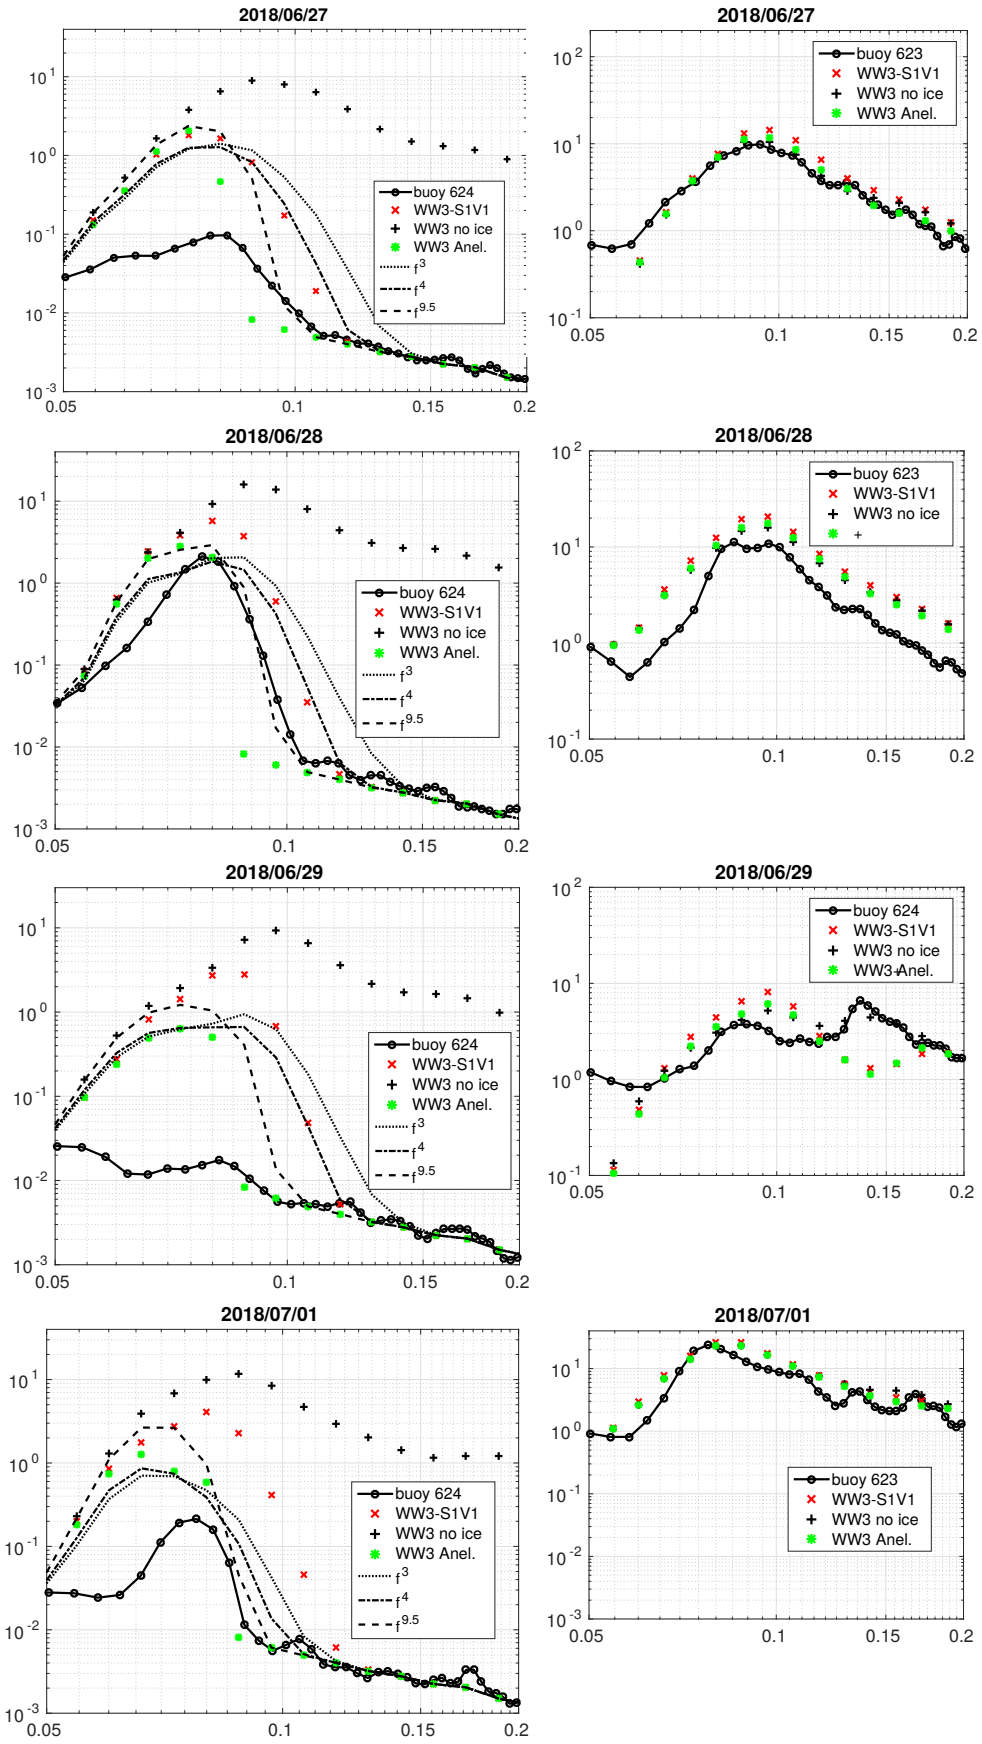 2018/06/27
10^1
10^0
10^-1
10^-2
10^-3
0.05
0.1
0.15
0.2
buoy 624
WW3-S1V1
WW3 no ice
WW3 Anel.
f^3
f^4
f^9.5
2018/06/27
10^2
10^1
10^0
10^-1
0.05
0.1
0.15
0.2
buoy 623
WW3-S1V1
WW3 no ice
WW3 Anel.
2018/06/28
10^1
10^0
10^-1
10^-2
10^-3
0.05
0.1
0.15
0.2
buoy 624
WW3-S1V1
WW3 no ice
WW3 Anel.
f^3
f^4
f^9.5
2018/06/28
10^2
10^1
10^0
10^-1
0.05
0.1
0.15
0.2
buoy 623
WW3-S1V1
WW3 no ice
+
2018/06/29
10^1
10^0
10^-1
10^-2
10^-3
0.05
0.1
0.15
0.2
buoy 624
WW3-S1V1
WW3 no ice
WW3 Anel.
f^3
f^4
f^9.5
2018/06/29
10^2
10^1
10^0
10^-1
0.05
0.1
0.15
0.2
buoy 624
WW3-S1V1
WW3 no ice
WW3 Anel.
2018/07/01
10^1
10^0
10^-1
10^-2
10^-3
0.05
0.1
0.15
0.2
buoy 624
WW3-S1V1
WW3 no ice
WW3 Anel.
f^3
f^4
f^9.5
2018/07/01
10^1
10^0
10^-1
10^-2
10^-3
0.05
0.1
0.15
0.2
buoy 623
WW3-S1V1
WW3 no ice
WW3 Anel.